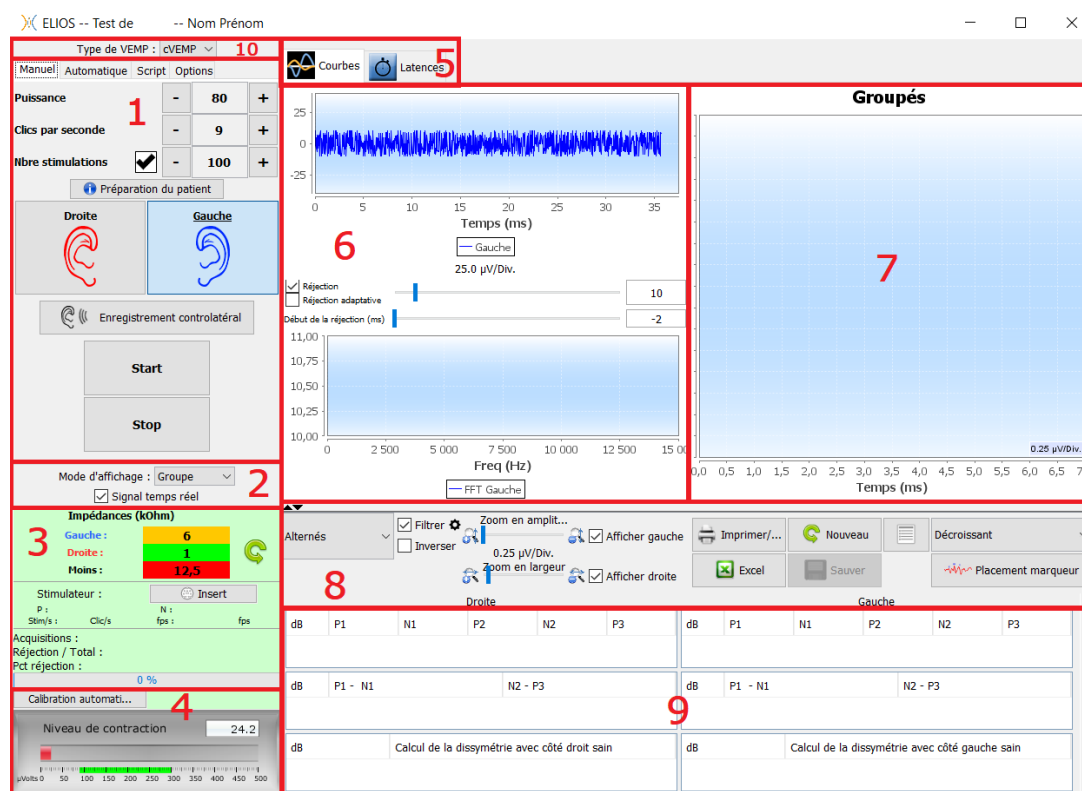 ELIOS -- Test de -- Nom Prénom
Type de VEMP : cVEMP 10
Manuel Automatique Script Options
Puissance - 80 +
1
Clics par seconde - 9 +
Nbre stimulations - 100 +
Préparation du patient
Droite Gauche
Enregistrement controlatéral
Start
Stop
Mode d'affichage : Groupe
2
Signal temps réel
Impédances (kOhm)
3
Gauche : 6
Droite : 1
Moins : 12,5
Stimulateur : Insert
P : N :
Stim/s : Clic/s fps : fps
Acquisitions :
Réjection / Total :
Pct réjection :
0 %
Calibration automati...
4
Niveau de contraction 24.2
µVolts 0 50 100 150 200 250 300 350 400 450 500
Courbes Latences 5
25
0
-25
0 5 10 15 20 25 30 35
Temps (ms)
Gauche
6
25.0 µV/Div.
Réjection
Réjection adaptative
10
Début de la réjection (ms) -2
11,00
10,75
10,50
10,25
10,00
0 2 500 5 000 7 500 10 000 12 500 15 00
Freq (Hz)
FFT Gauche
Groupés
7
0.25 µV/Div.
0,0 0,5 1,0 1,5 2,0 2,5 3,0 3,5 4,0 4,5 5,0 5,5 6,0 6,5 7
Temps (ms)
Alternés
Filtrer
Inverser
8
Zoom en amplit...
0.25 µV/Div.
Zoom en largeur
Afficher gauche
Afficher droite
Imprimer/... Nouveau Décroissant
Excel Sauver Placement marqueur
Droite Gauche
dB P1 N1 P2 N2 P3 dB P1 N1 P2 N2 P3
dB P1 - N1 N2 - P3 dB P1 - N1 N2 - P3
9
dB Calcul de la dissymétrie avec côté droit sain dB Calcul de la dissymétrie avec côté gauche sain